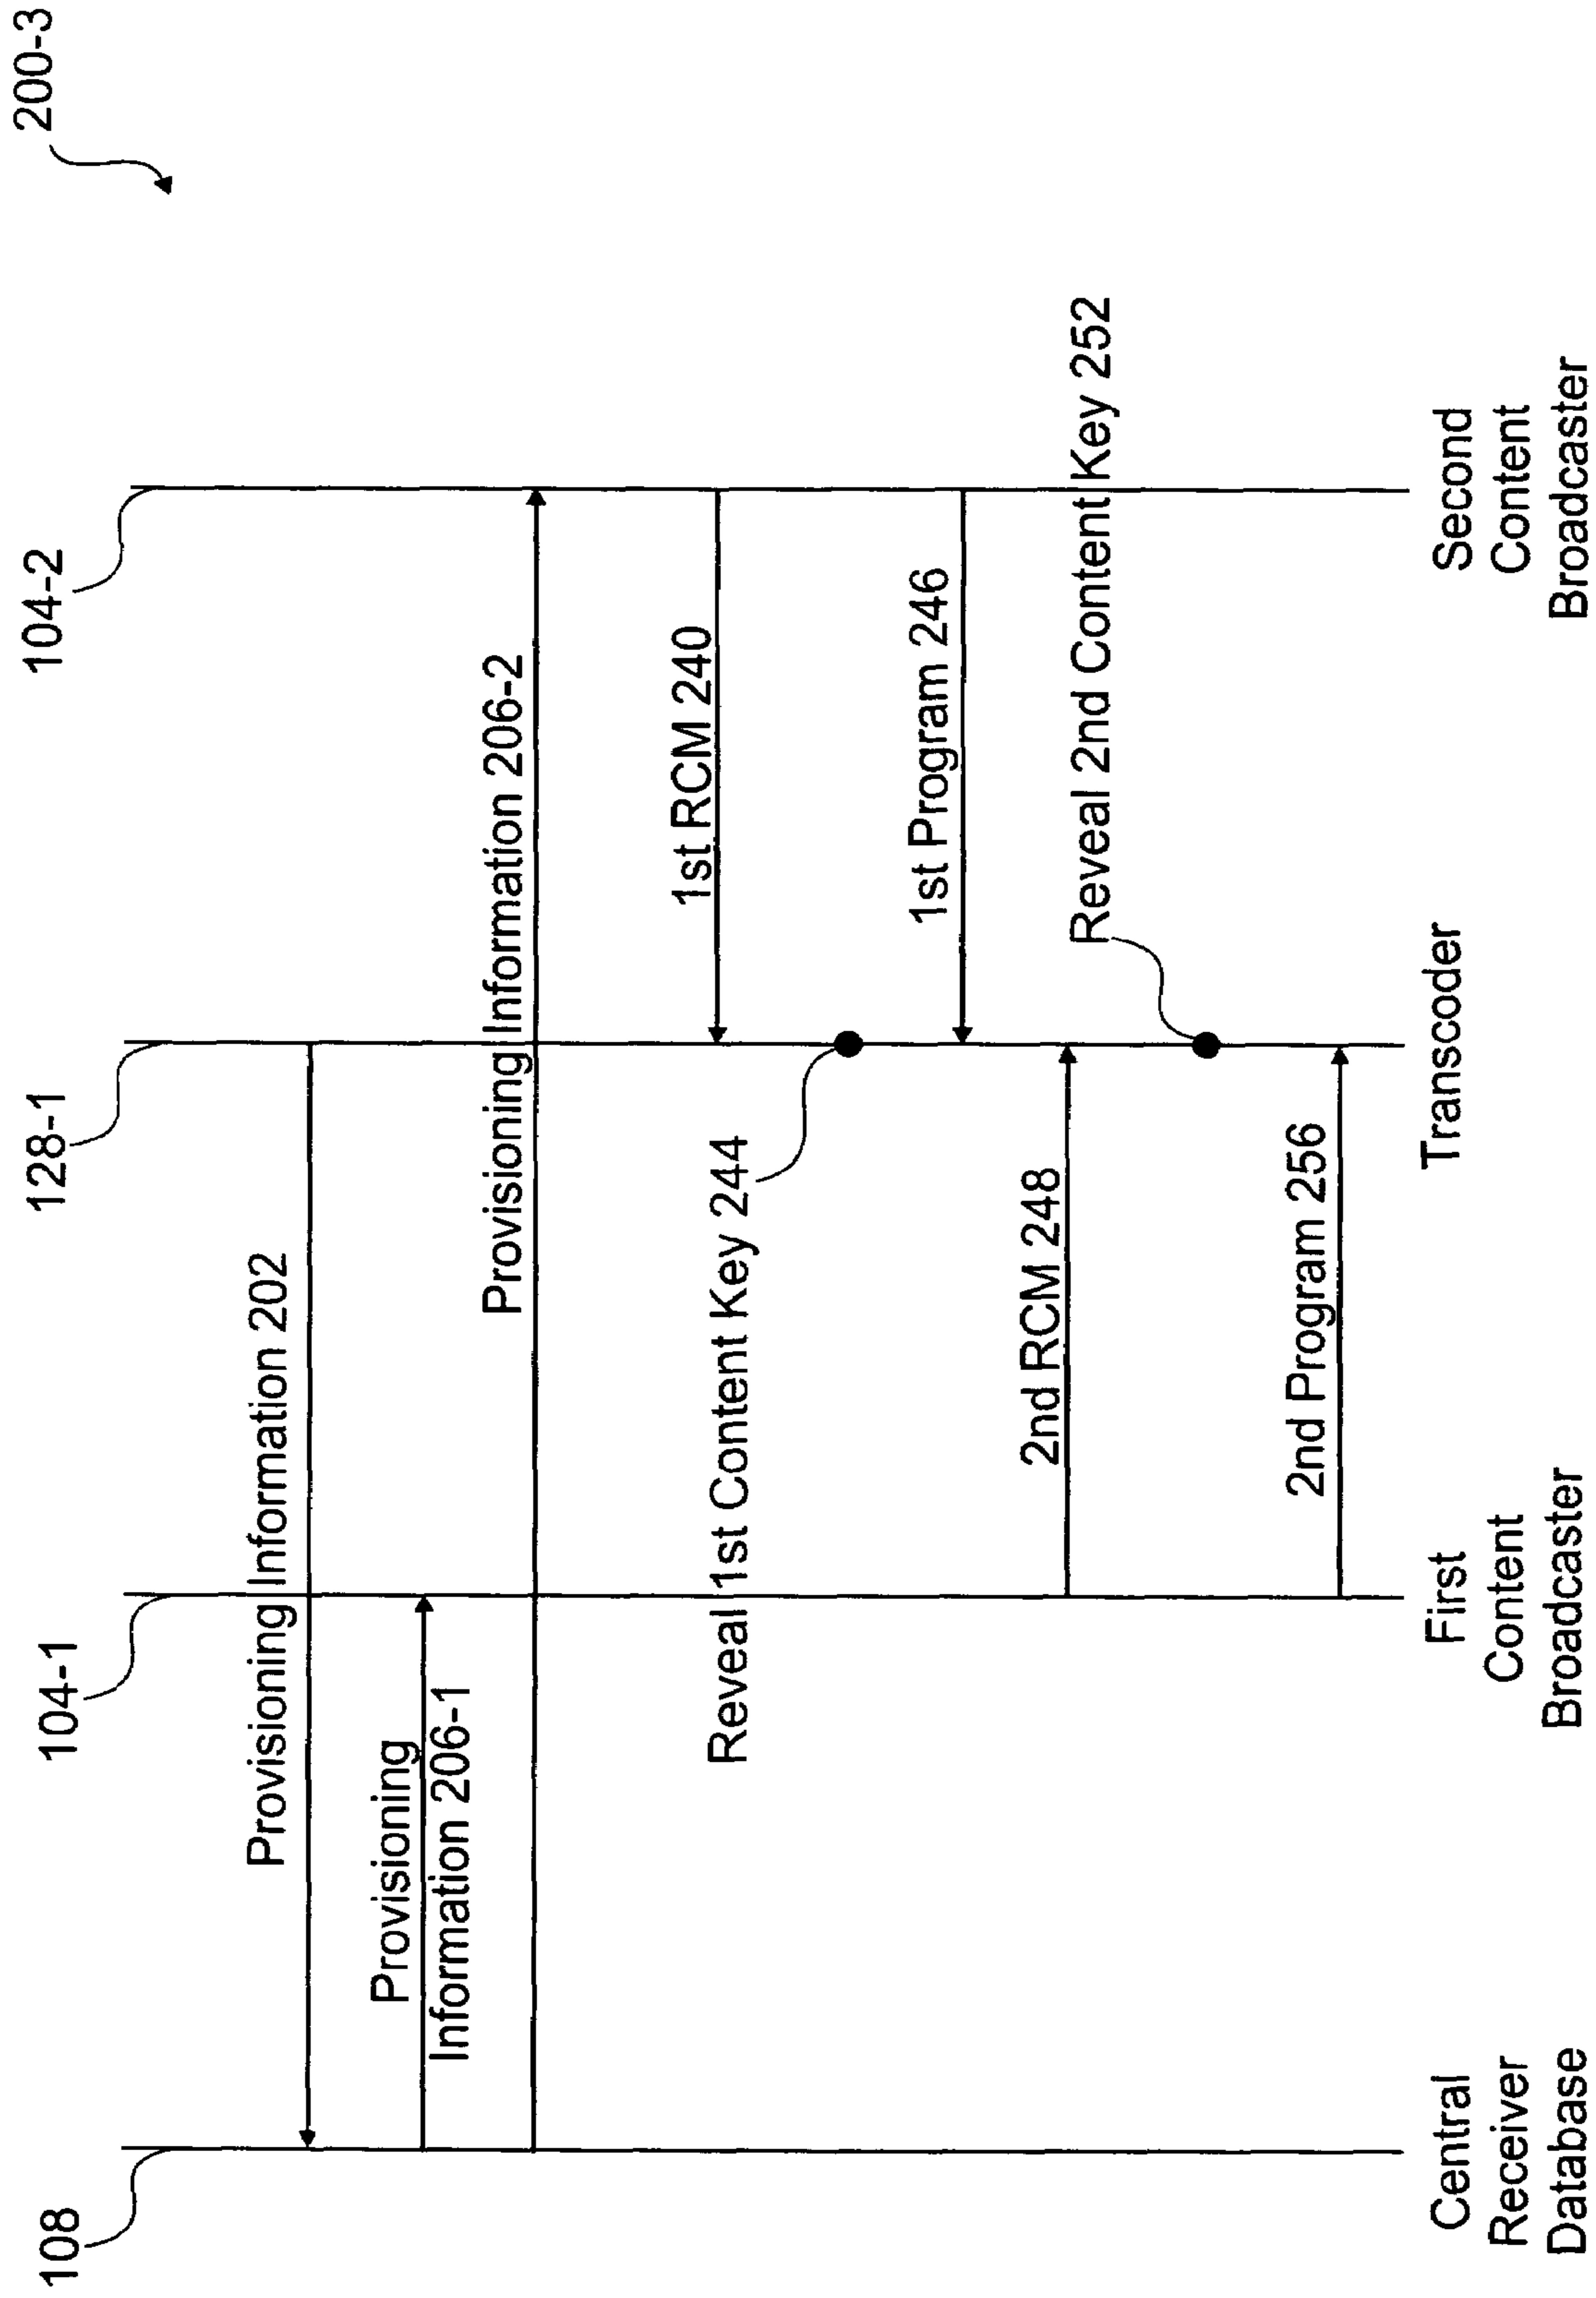 200-3
108
104-1
128-1
104-2
Provisioning Information 202
Provisioning
Information 206-1
Provisioning Information 206-2
1st RCM 240
Reveal 1st Content Key 244
1st Program 246
2nd RCM 248
Reveal 2nd Content Key 252
2nd Program 256
Central
Receiver
Database
First
Content
Broadcaster
Transcoder
Second
Content
Broadcaster